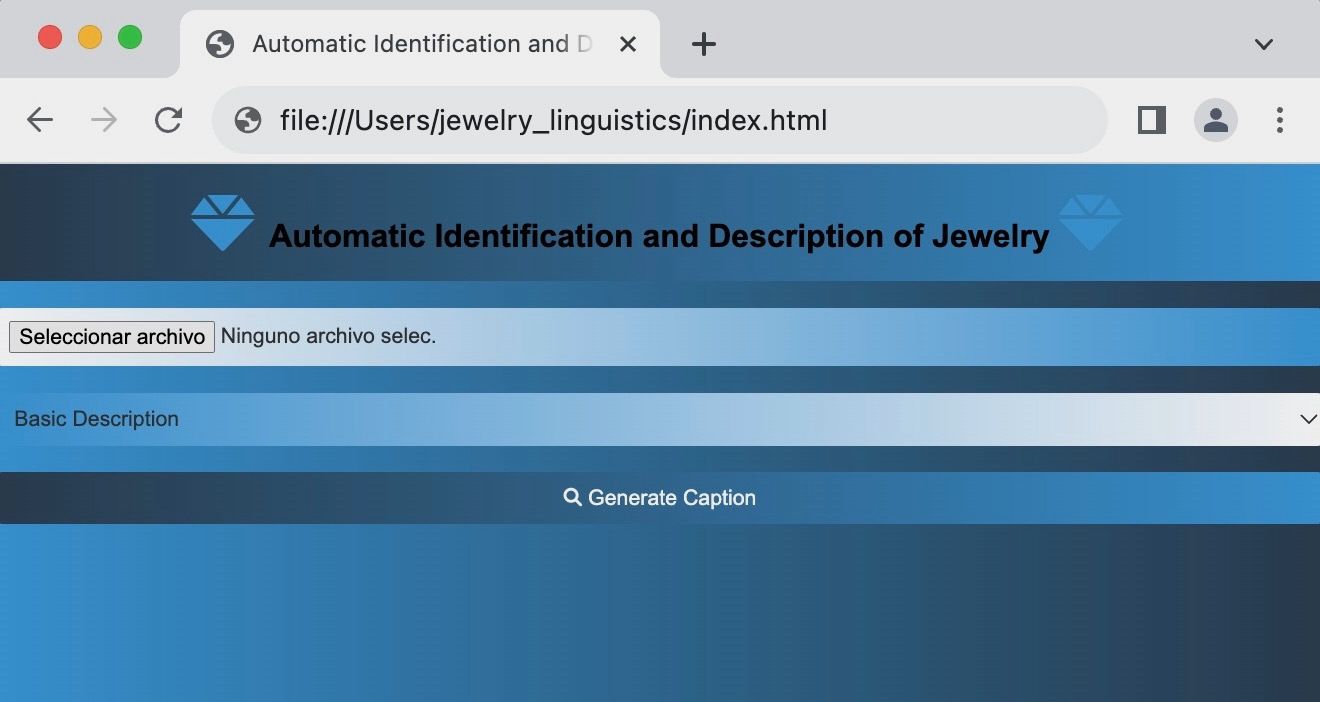 Automatic Identification and D
file:///Users/jewelry_linguistics/index.html
Automatic Identification and Description of Jewelry
Seleccionar archivo Ninguno archivo selec.
Basic Description
Generate Caption